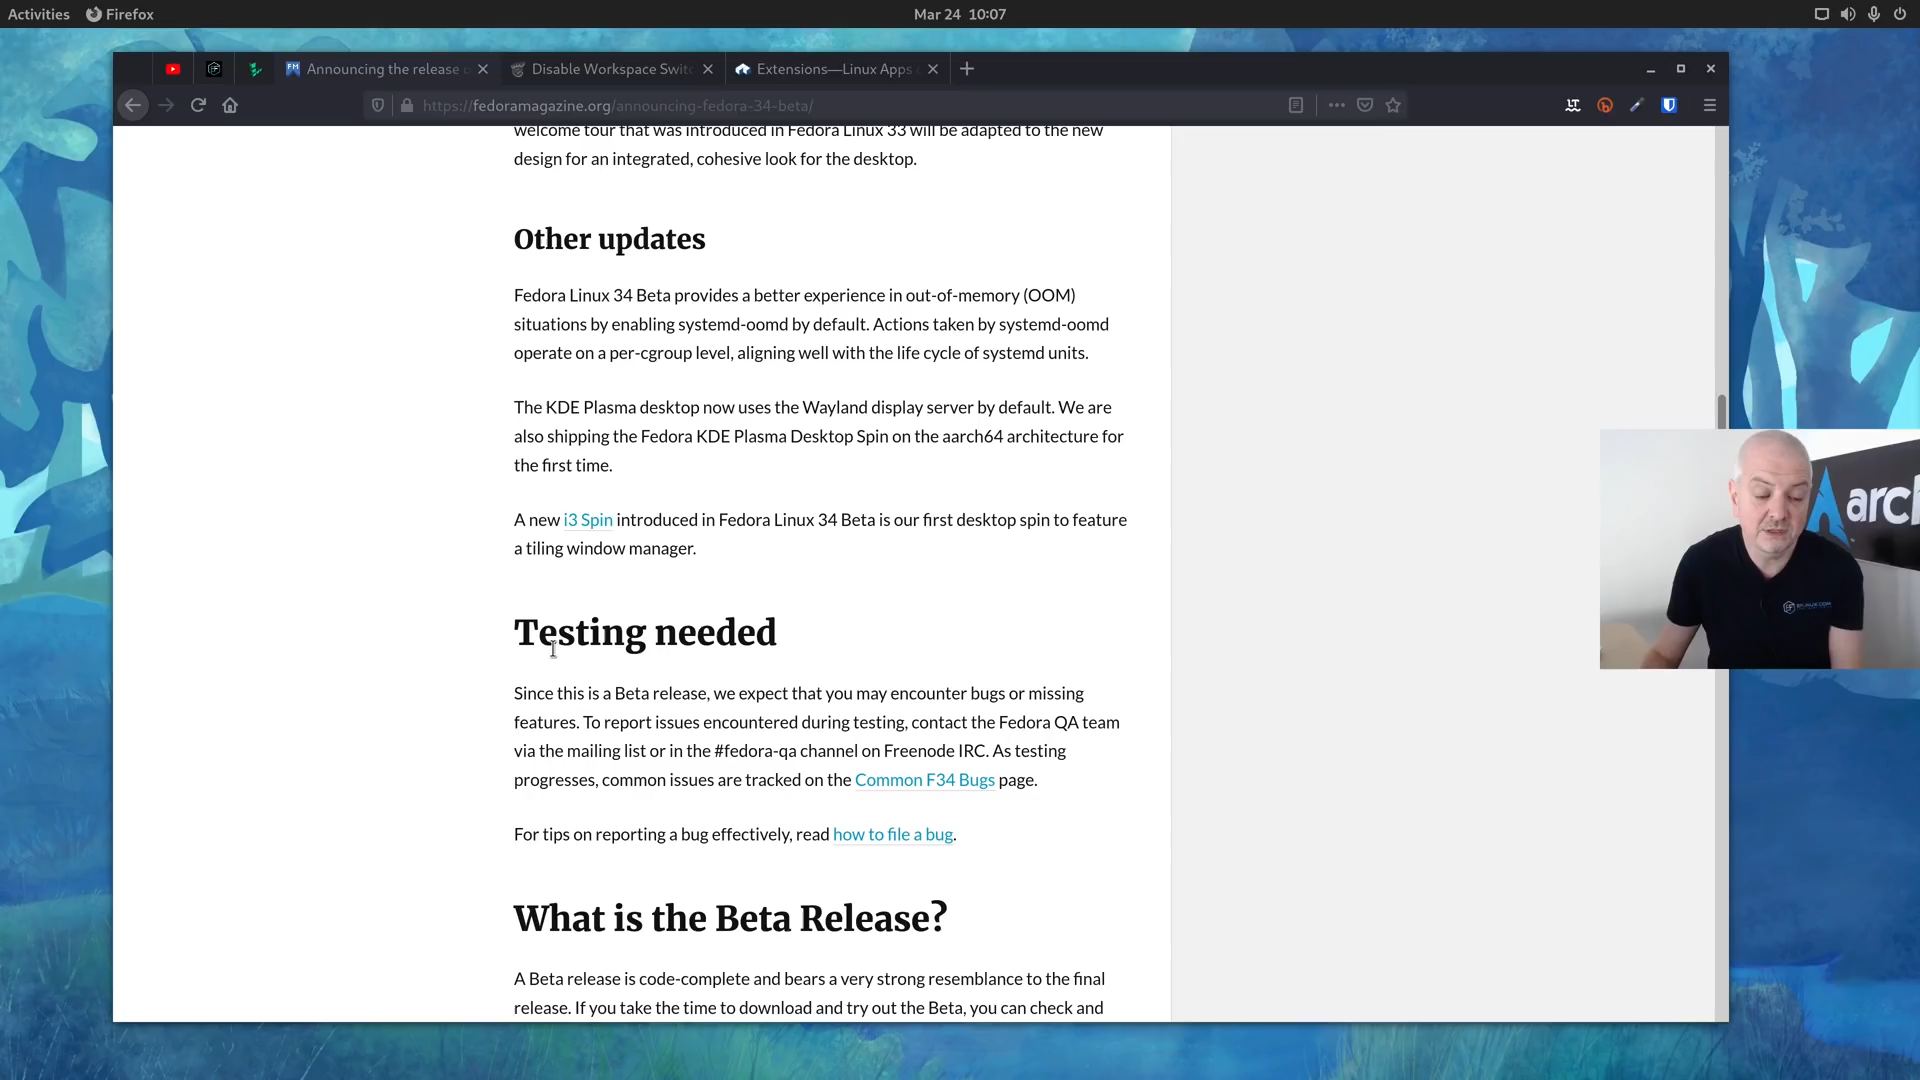 Activities
Firefox
Mar 24 10:07
Announcing the release o
Disable Workspace Swit
Extensions—Linux Apps
https://fedoramagazine.org/announcing-fedora-34-beta/
welcome tour that was introduced in Fedora Linux 33 will be adapted to the new
design for an integrated, cohesive look for the desktop.
Other updates
Fedora Linux 34 Beta provides a better experience in out-of-memory (OOM)
situations by enabling systemd-oomd by default. Actions taken by systemd-oomd
operate on a per-cgroup level, aligning well with the life cycle of systemd units.
The KDE Plasma desktop now uses the Wayland display server by default. We are
also shipping the Fedora KDE Plasma Desktop Spin on the aarch64 architecture for
the first time.
A new i3 Spin introduced in Fedora Linux 34 Beta is our first desktop spin to feature
a tiling window manager.
Testing needed
Since this is a Beta release, we expect that you may encounter bugs or missing
features. To report issues encountered during testing, contact the Fedora QA team
via the mailing list or in the #fedora-qa channel on Freenode IRC. As testing
progresses, common issues are tracked on the Common F34 Bugs page.
For tips on reporting a bug effectively, read how to file a bug.
What is the Beta Release?
A Beta release is code-complete and bears a very strong resemblance to the final
release. If you take the time to download and try out the Beta, you can check and
arch